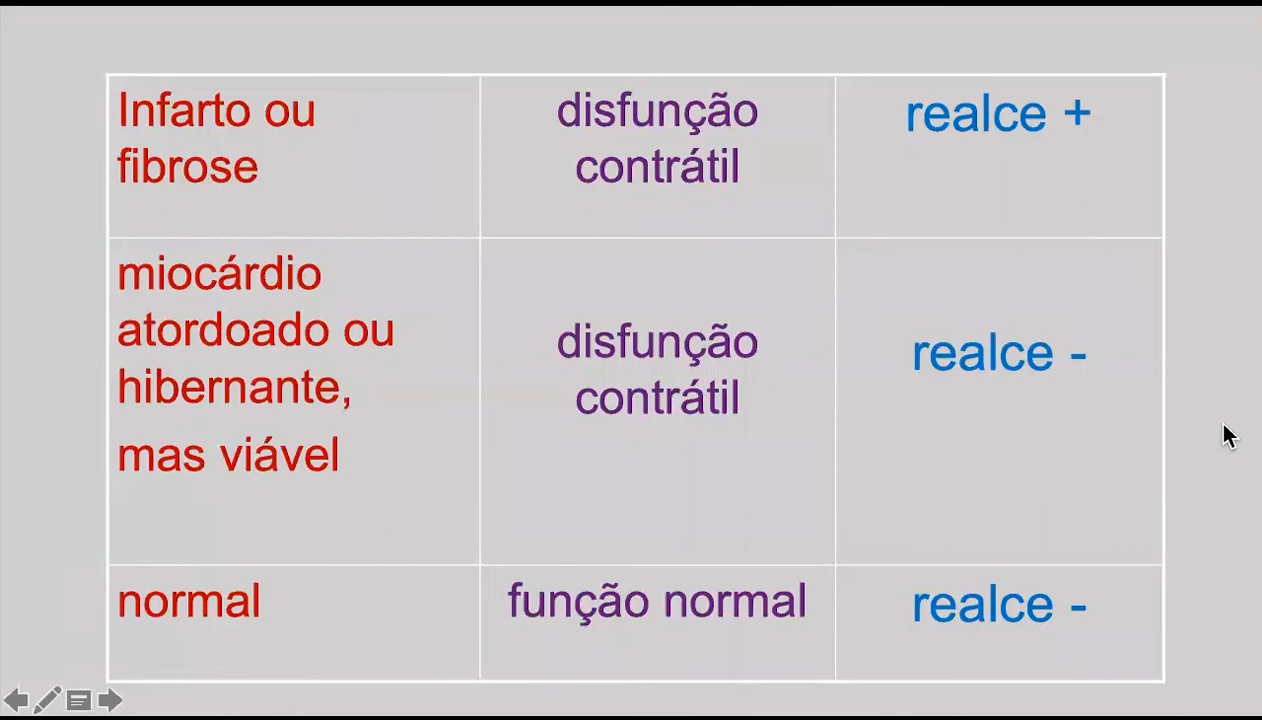 Infarto ou
fibrose
disfunção
contrátil
realce +
miocárdio
atordoado ou
hibernante,
mas viável
disfunção
contrátil
realce -
normal
função normal
realce -